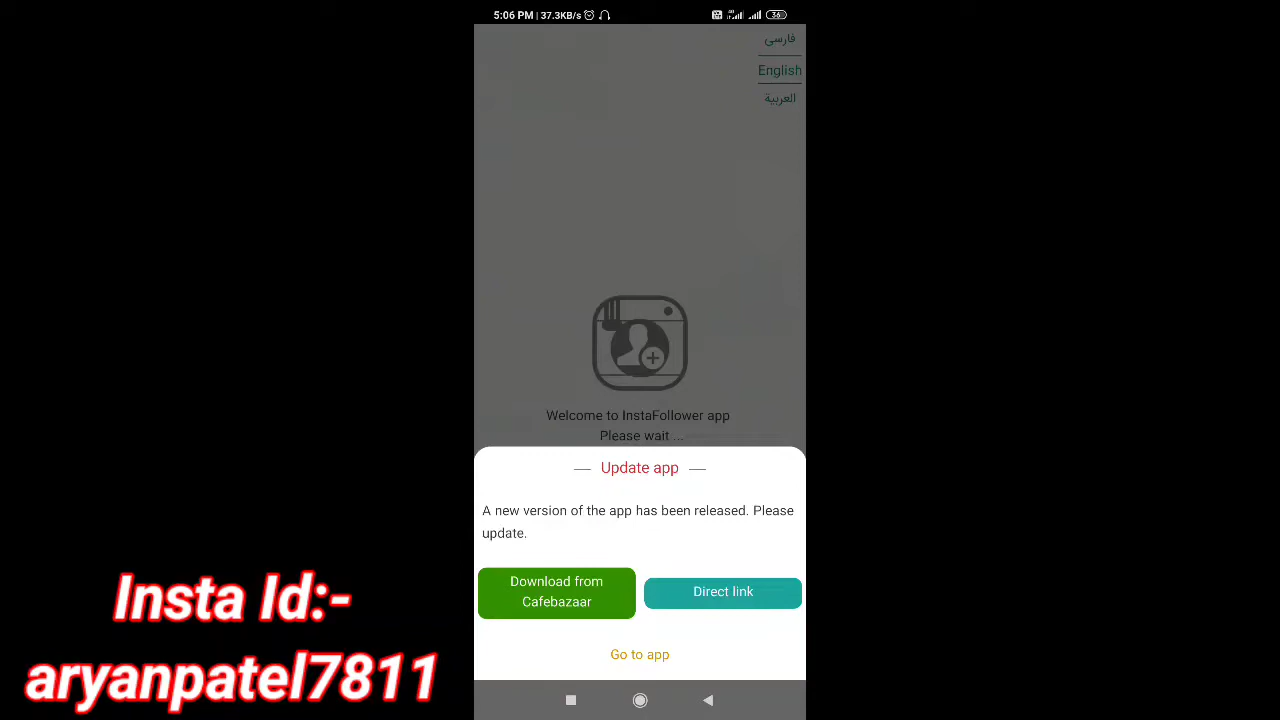 5:06 PM | 37.3KB/s
36
فارسی
English
العربية
Welcome to InstaFollower app
Please wait ...
Update app
A new version of the app has been released. Please
update.
Download from
Cafebazaar
Direct link
Go to app
Insta Id:-
aryanpatel7811